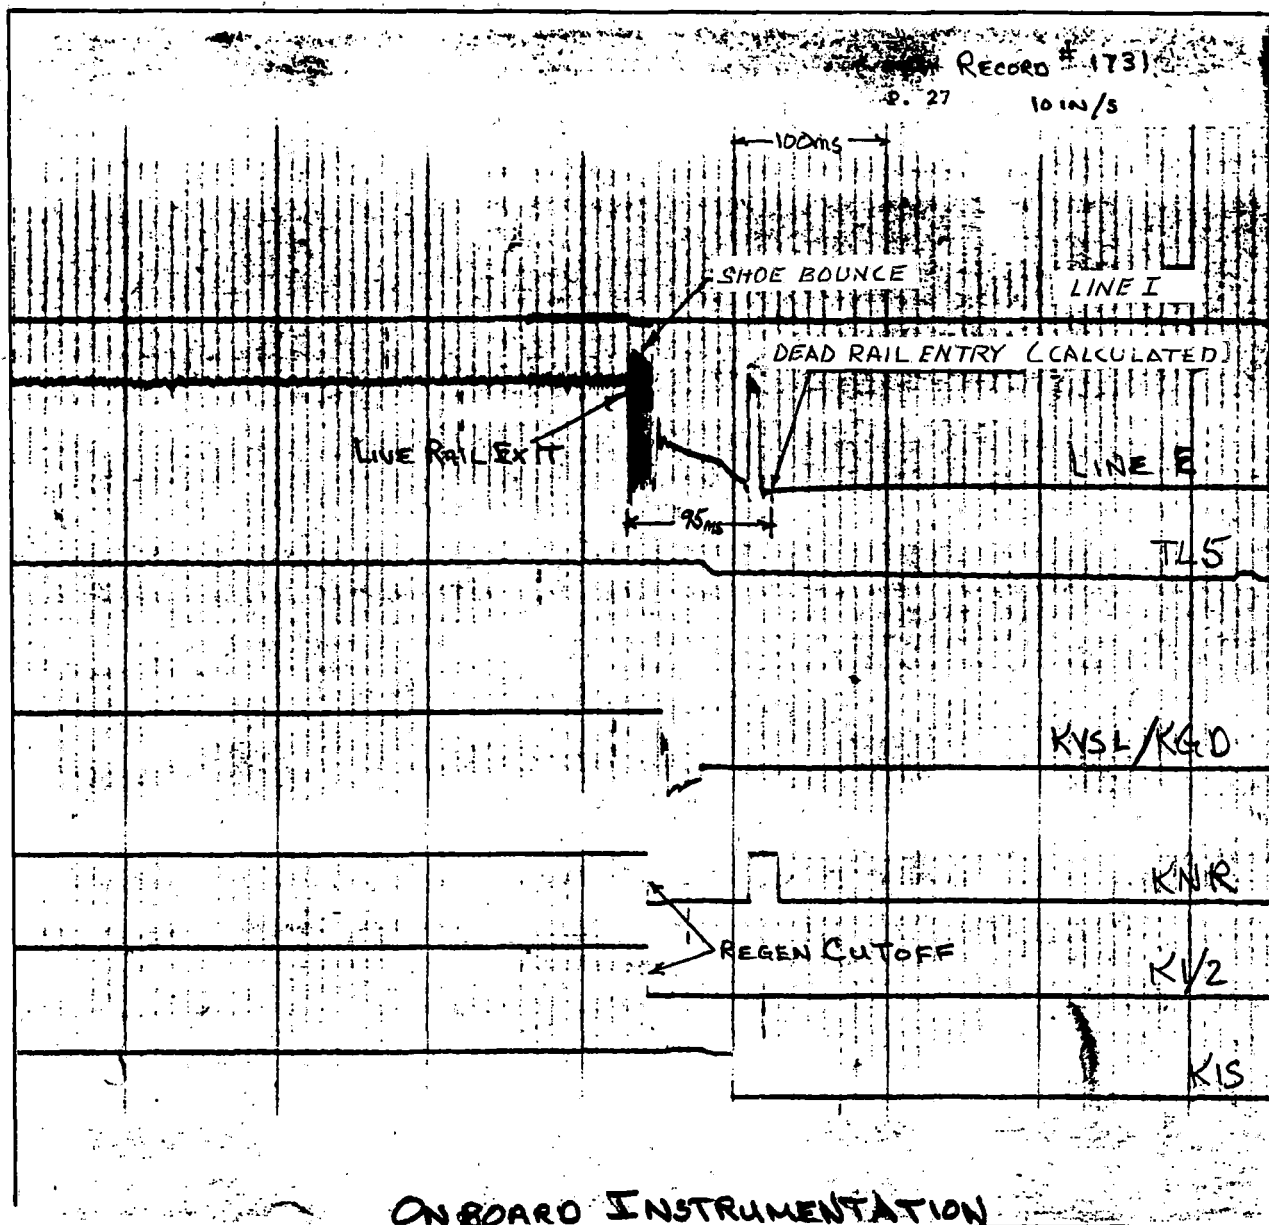 RECORD # 1731
P. 27 10 IN/S
100ms
SHOE BOUNCE
LINE I
DEAD RAIL ENTRY (CALCULATED)
LIVE RAIL EXIT
LINE E
95ms
TL5
KVSL/KGD
KNR
REGEN CUTOFF
KV2
KIS
ONBOARD INSTRUMENTATION